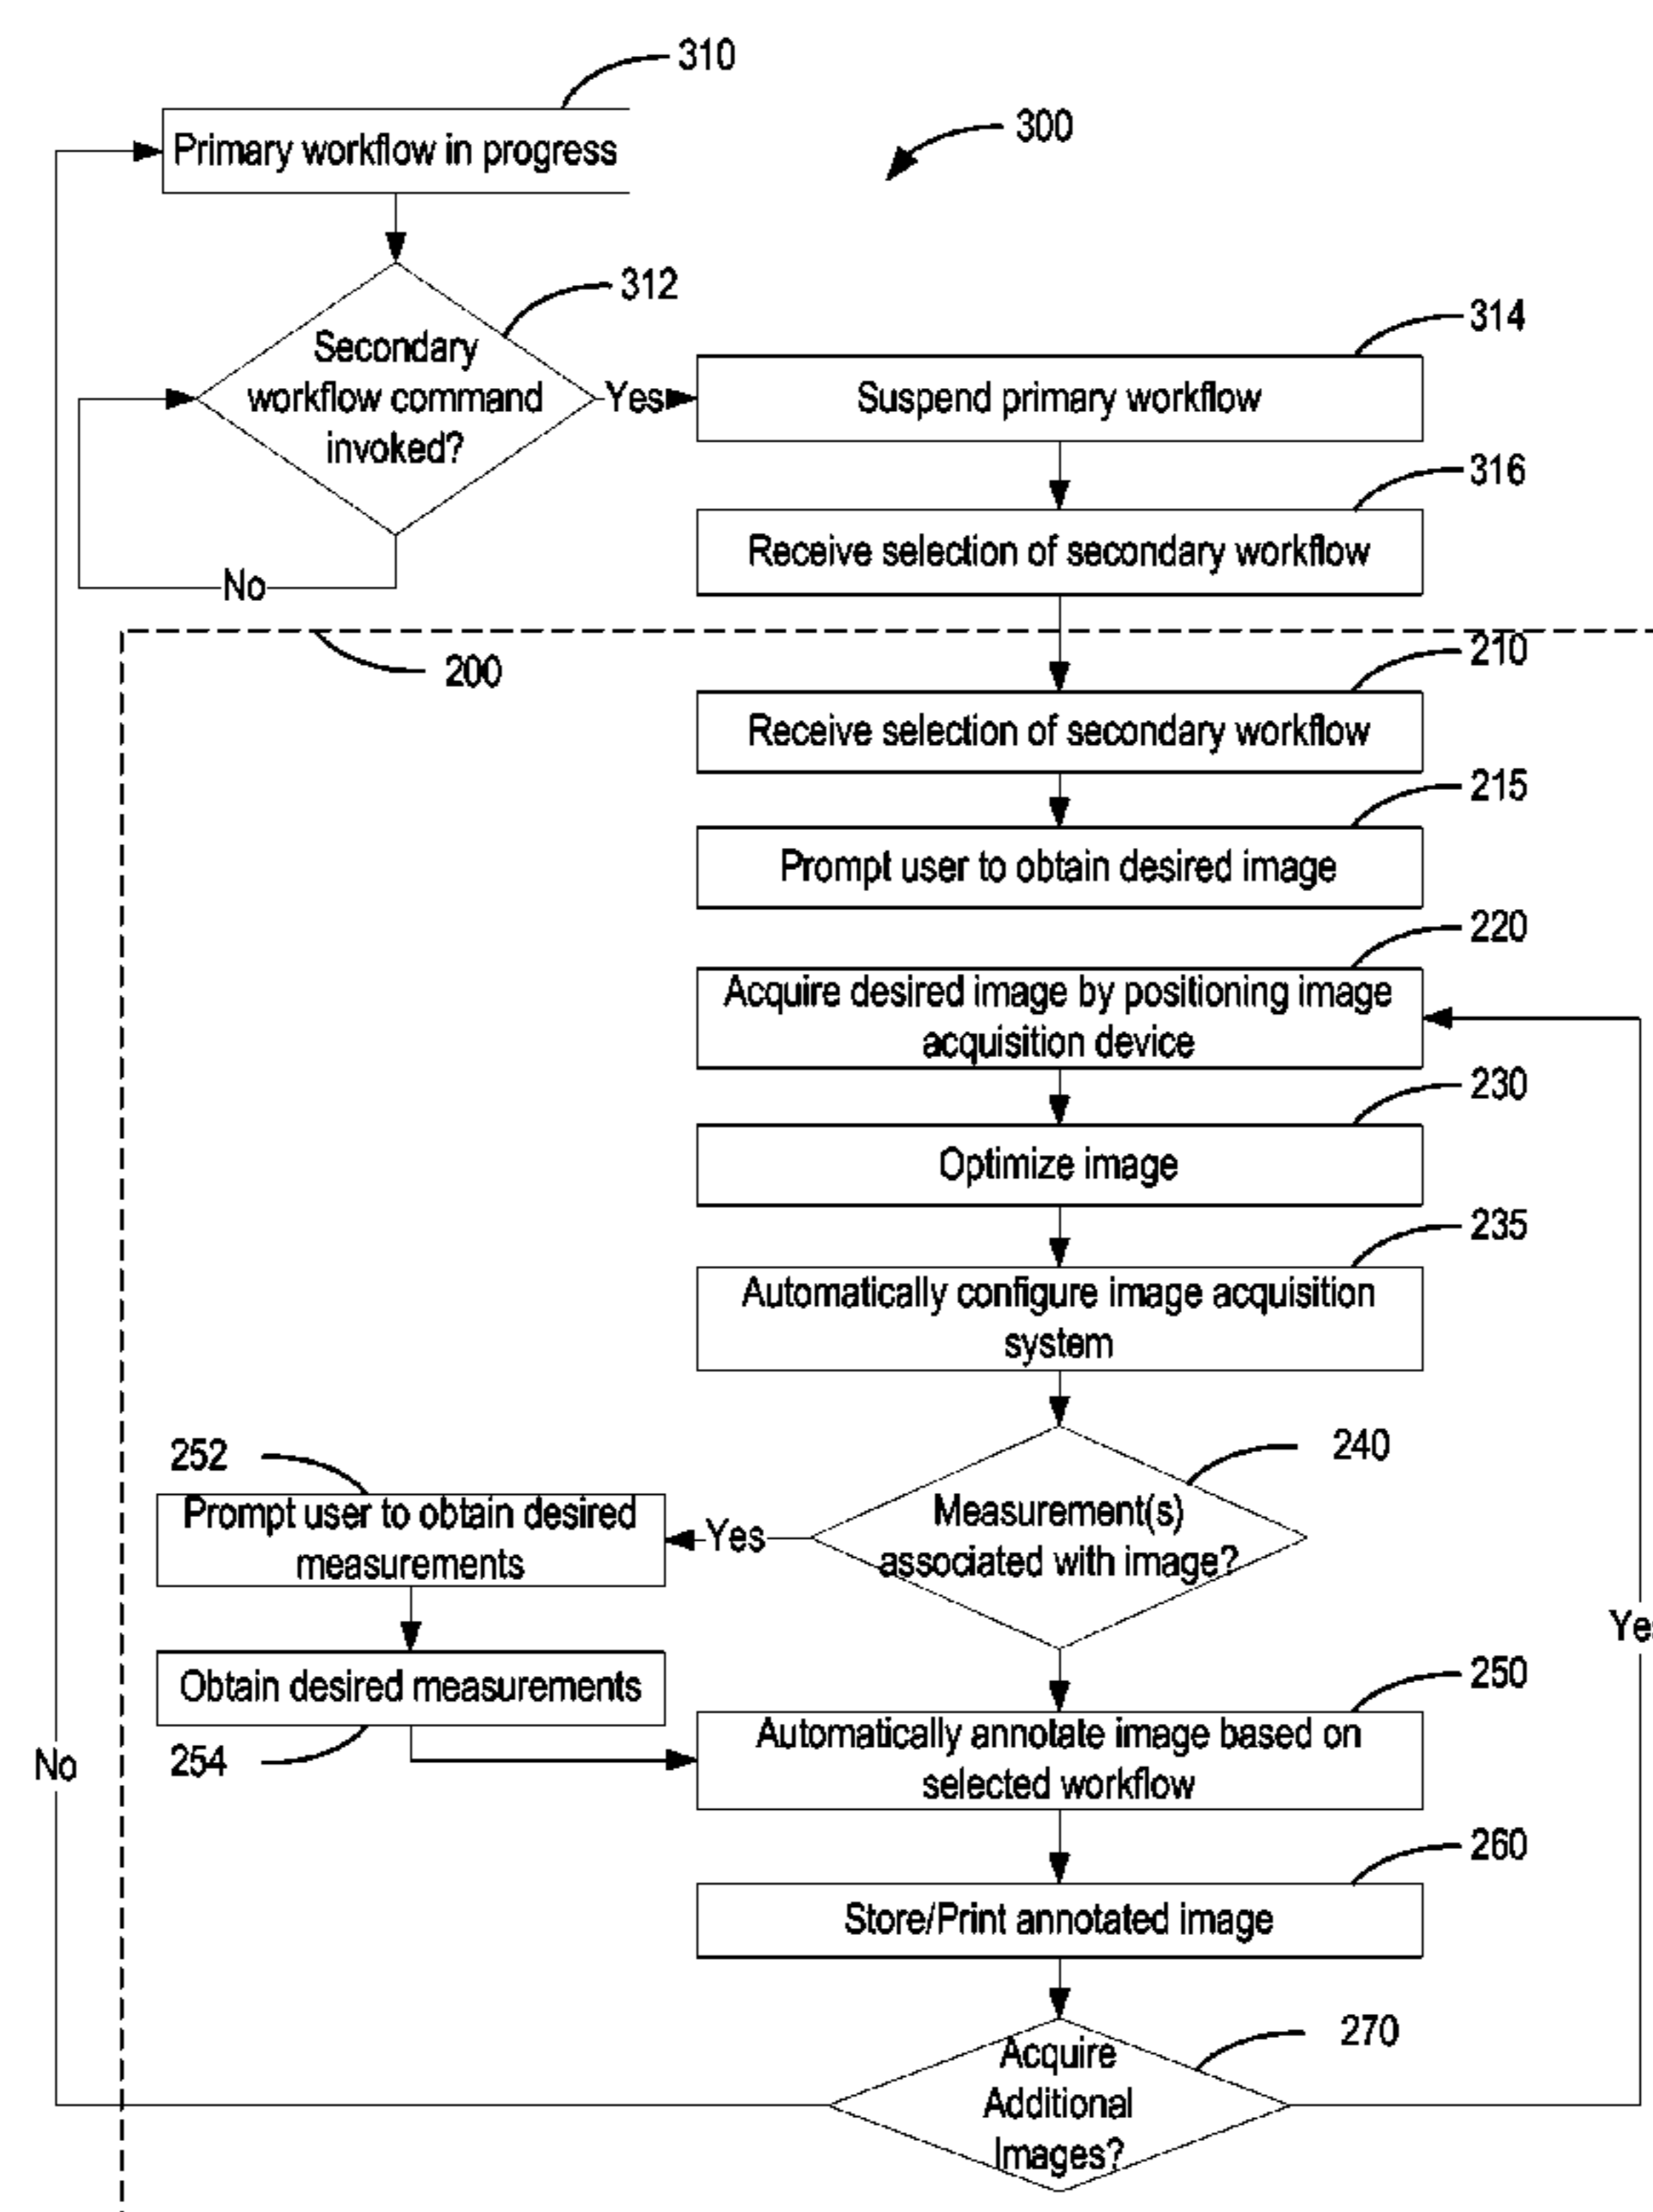 310
Primary workflow in progress
300
312
Secondary
workflow command
invoked?
Yes
314
Suspend primary workflow
316
Receive selection of secondary workflow
No
200
210
Receive selection of secondary workflow
215
Prompt user to obtain desired image
220
Acquire desired image by positioning image
acquisition device
230
Optimize image
235
Automatically configure image acquisition
system
240
Measurement(s)
associated with image?
Yes
252
Prompt user to obtain desired
measurements
Obtain desired measurements
254
250
Automatically annotate image based on
selected workflow
260
Store/Print annotated image
270
Acquire
Additional
Images?
No
Yes